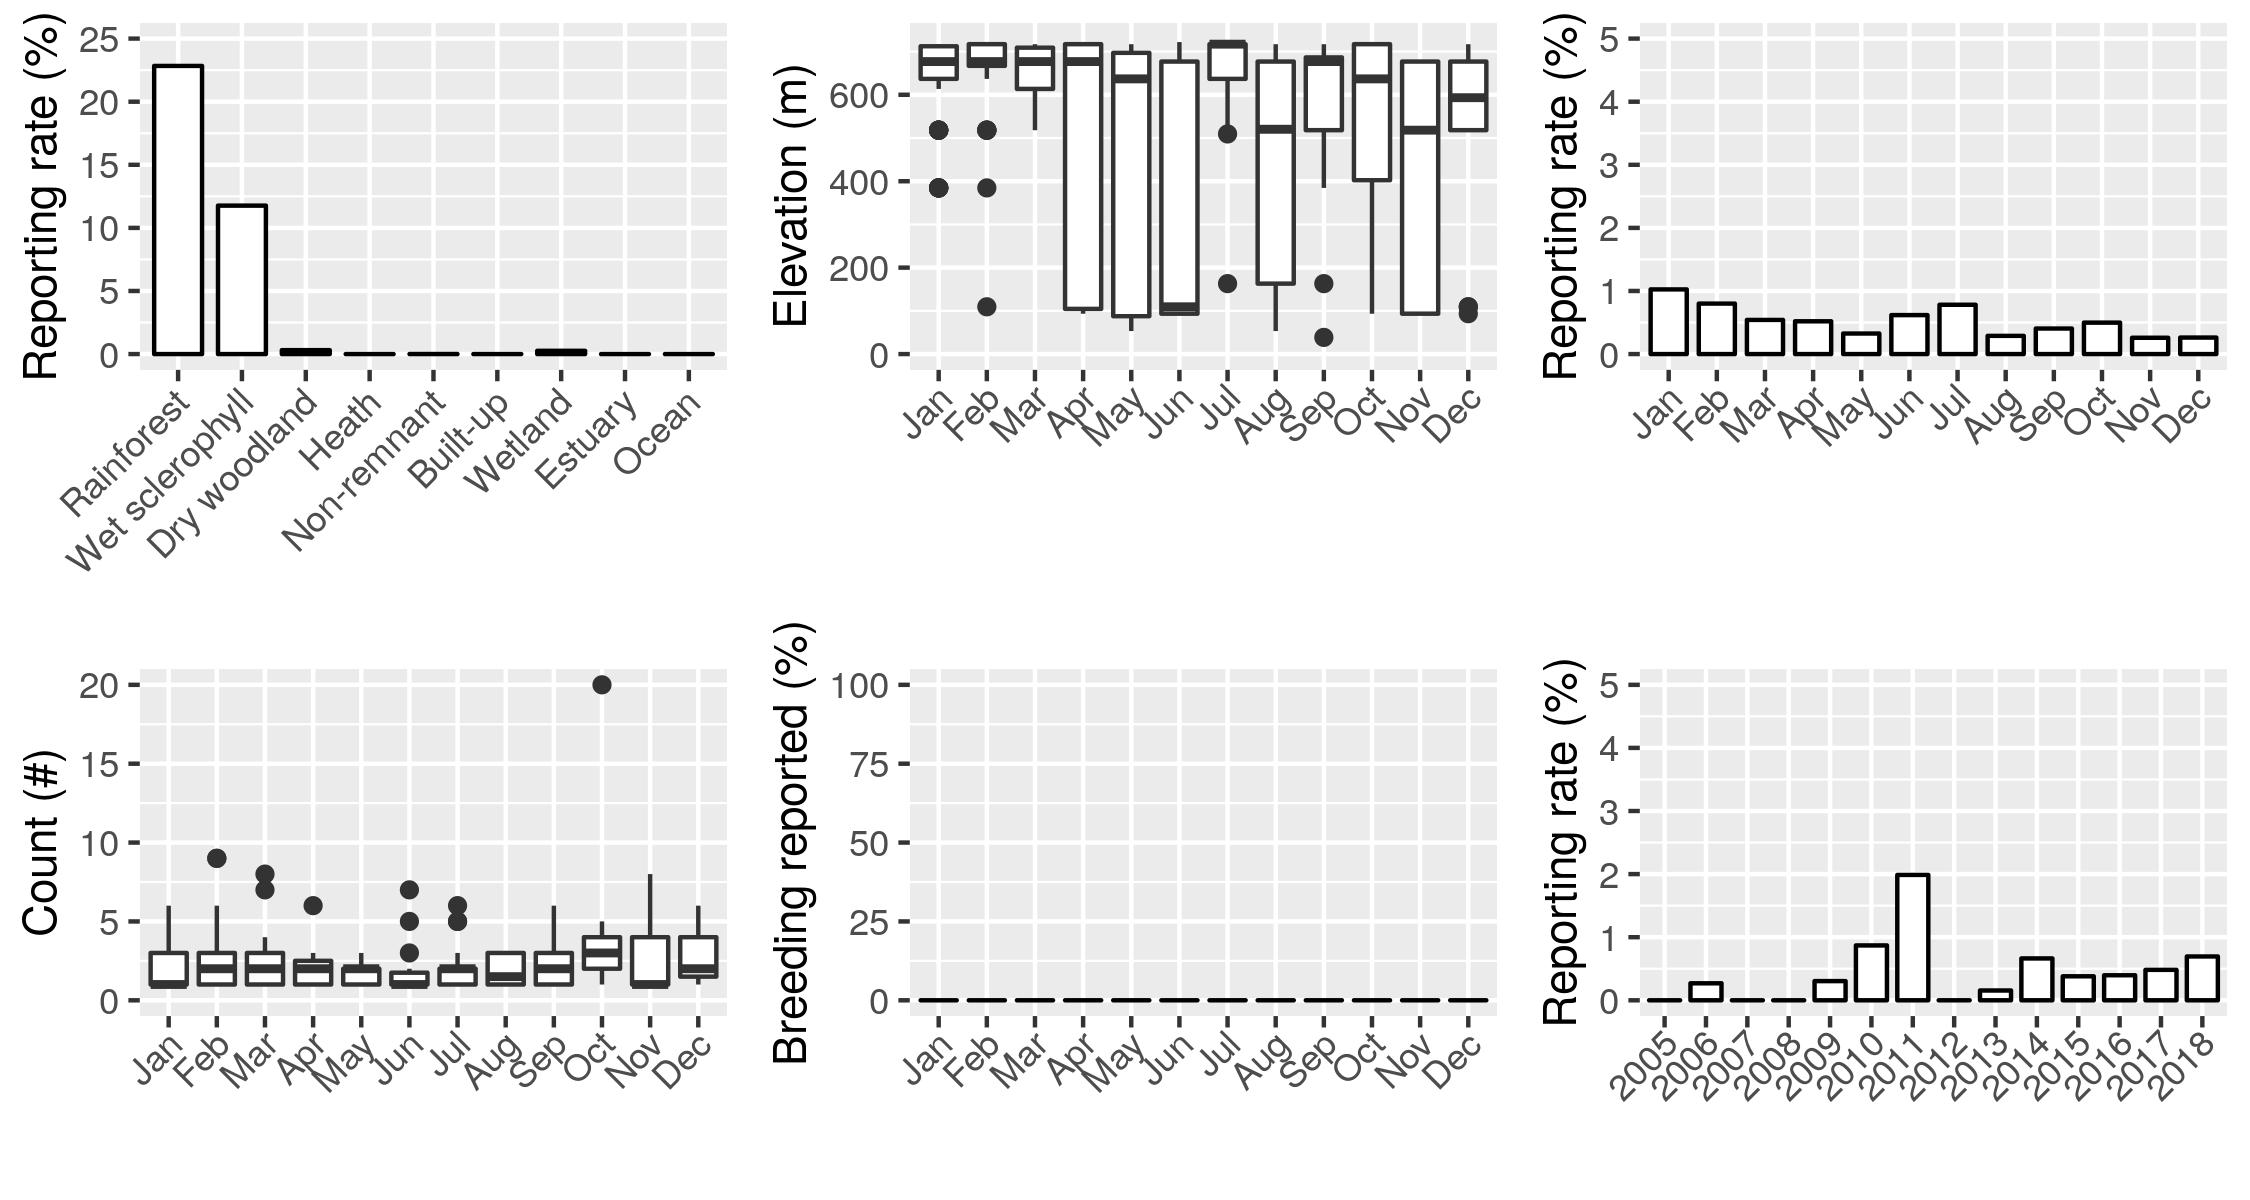 Reporting rate (%)
25
20
15
10
5
0
Rainforest
Wet sclerophyll
Dry woodland
Heath
Non-remnant
Built-up
Wetland
Estuary
Ocean
Elevation (m)
600
400
200
0
Jan Feb Mar Apr May Jun Jul Aug Sep Oct Nov Dec
Reporting rate (%)
5
4
3
2
1
0
Jan Feb Mar Apr May Jun Jul Aug Sep Oct Nov Dec
Count (#)
20
15
10
5
0
Jan Feb Mar Apr May Jun Jul Aug Sep Oct Nov Dec
Breeding reported (%)
100
75
50
25
0
Jan Feb Mar Apr May Jun Jul Aug Sep Oct Nov Dec
Reporting rate (%)
5
4
3
2
1
0
2005 2006 2007 2008 2009 2010 2011 2012 2013 2014 2015 2016 2017 2018